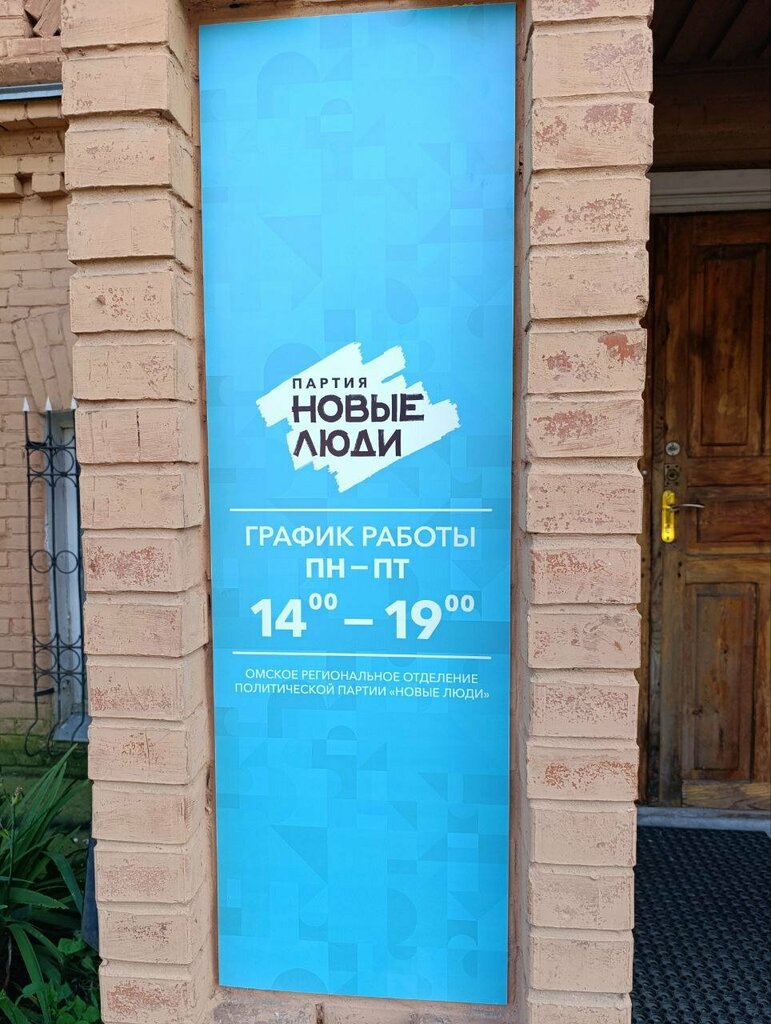 ПАРТИЯ
НОВЫЕ
ЛЮДИ
ГРАФИК РАБОТЫ
ПН–ПТ
14⁰⁰–19⁰⁰
ОМСКОЕ РЕГИОНАЛЬНОЕ ОТДЕЛЕНИЕ
ПОЛИТИЧЕСКОЙ ПАРТИИ «НОВЫЕ ЛЮДИ»